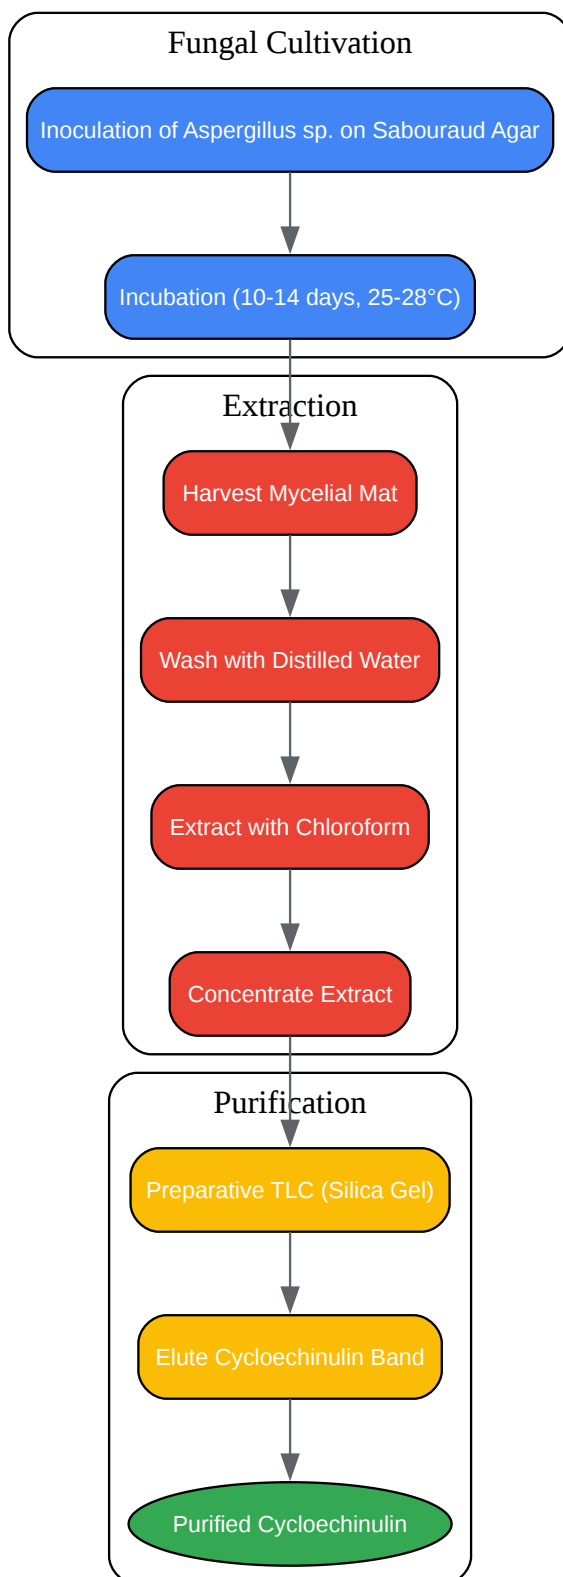 Fungal Cultivation
Inoculation of Aspergillus sp. on Sabouraud Agar
Incubation (10-14 days, 25-28°C)
Extraction
Harvest Mycelial Mat
Wash with Distilled Water
Extract with Chloroform
Concentrate Extract
Purification
Preparative TLC (Silica Gel)
Elute Cycloechinulin Band
Purified Cycloechinulin